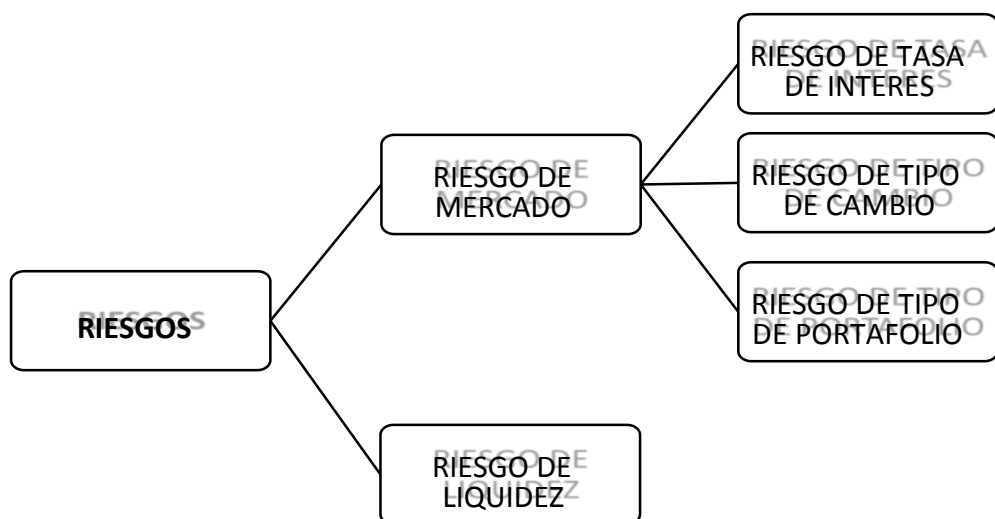 RIESGOS
RIESGO DE
MERCADO
RIESGO DE
LIQUIDEZ
RIESGO DE TASA
DE INTERES
RIESGO DE TIPO
DE CAMBIO
RIESGO DE TIPO
DE PORTAFOLIO